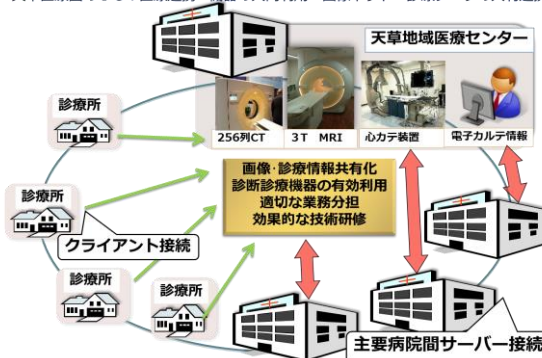 天草地域医療センター
256列CT
3T MRI
心カテ装置
電子カルテ情報
診療所
診療所
診療所
診療所
クライアント接続
画像・診療情報共有化
診断診療機器の有効利用
適切な業務分担
効果的な技術研修
主要病院間サーバー接続